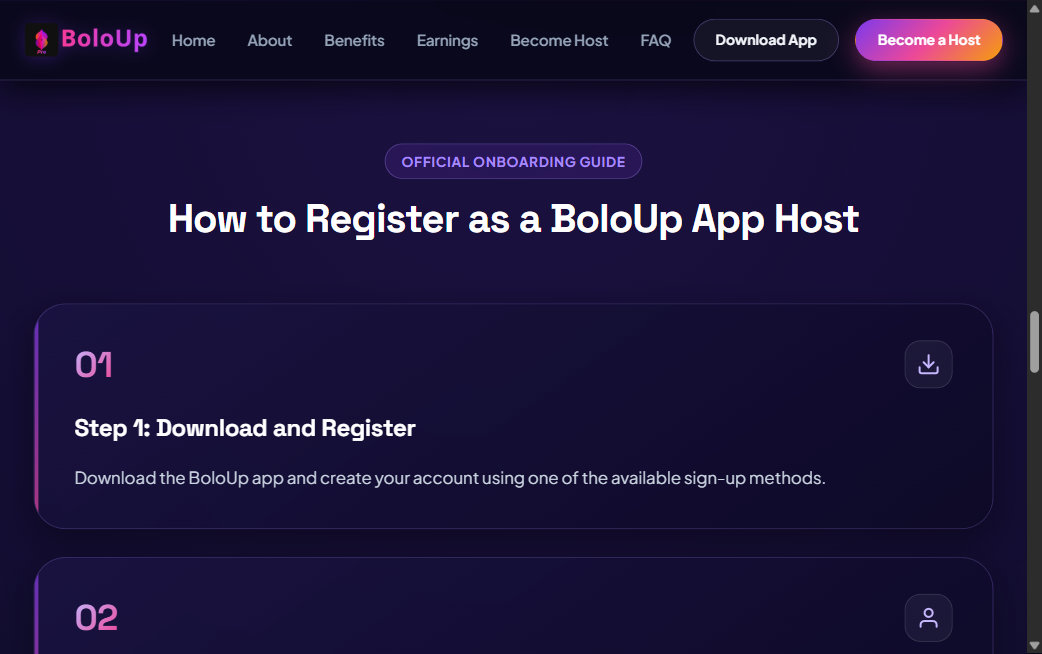 BoloUp
Home
About
Benefits
Earnings
Become Host
FAQ
Download App
Become a Host
OFFICIAL ONBOARDING GUIDE
How to Register as a BoloUp App Host
01
Step 1: Download and Register
Download the BoloUp app and create your account using one of the available sign-up methods.
02